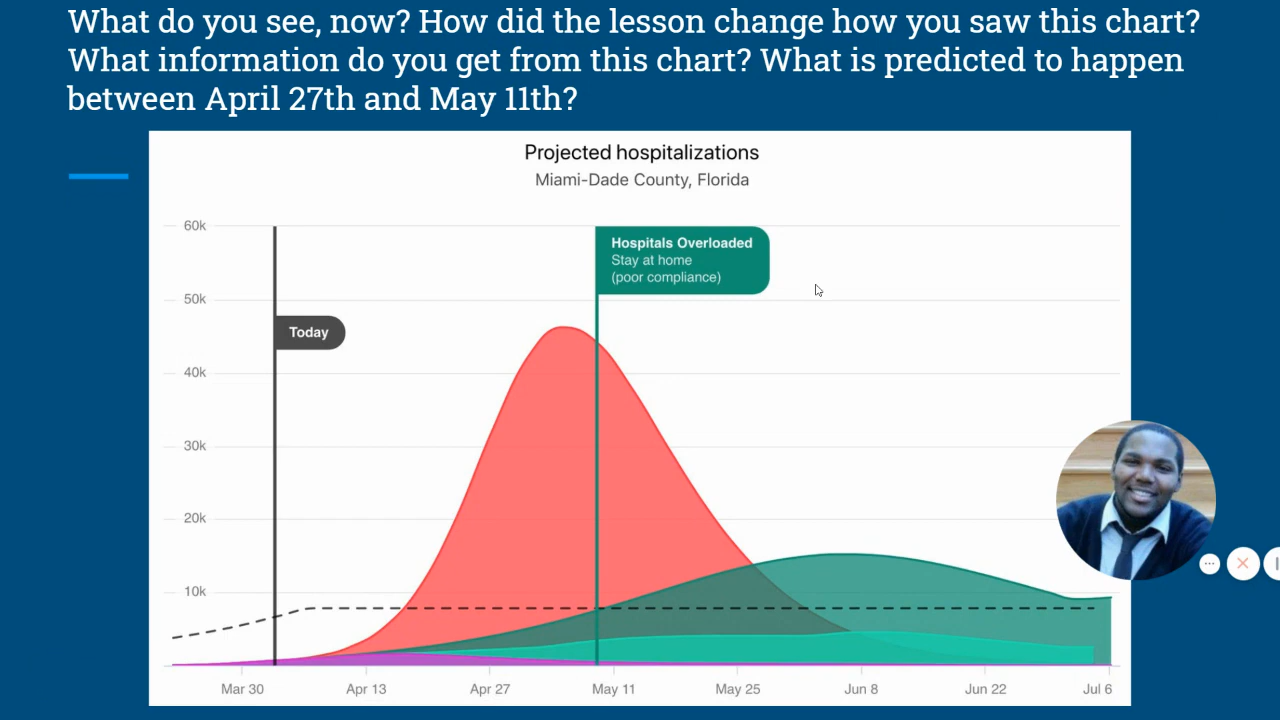 What do you see, now? How did the lesson change how you saw this chart?
What information do you get from this chart? What is predicted to happen
between April 27th and May 11th?
Projected hospitalizations
Miami-Dade County, Florida
60k
Hospitals Overloaded
Stay at home
(poor compliance)
50k
Today
40k
30k
20k
10k
Mar 30
Apr 13
Apr 27
May 11
May 25
Jun 8
Jun 22
Jul 6